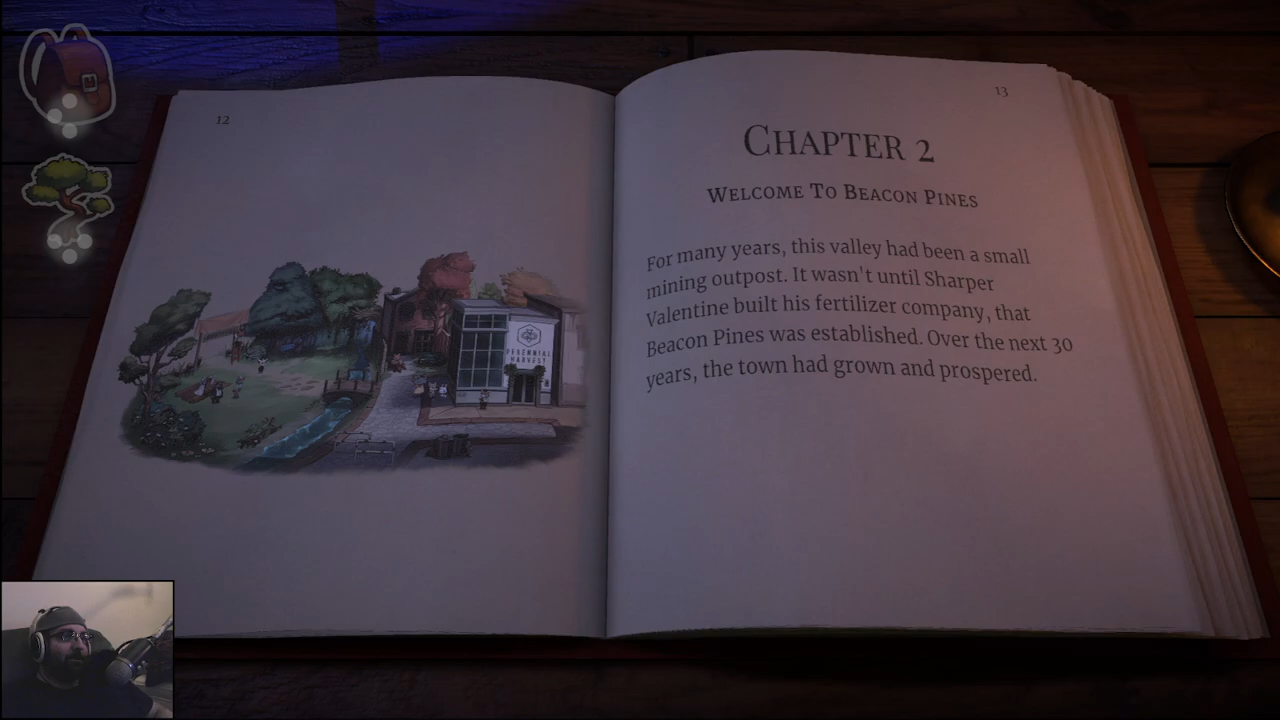 12
PERENNIAL
HARVEST
13
CHAPTER 2
WELCOME TO BEACON PINES
For many years, this valley had been a small
mining outpost. It wasn't until Sharper
Valentine built his fertilizer company, that
Beacon Pines was established. Over the next 30
years, the town had grown and prospered.